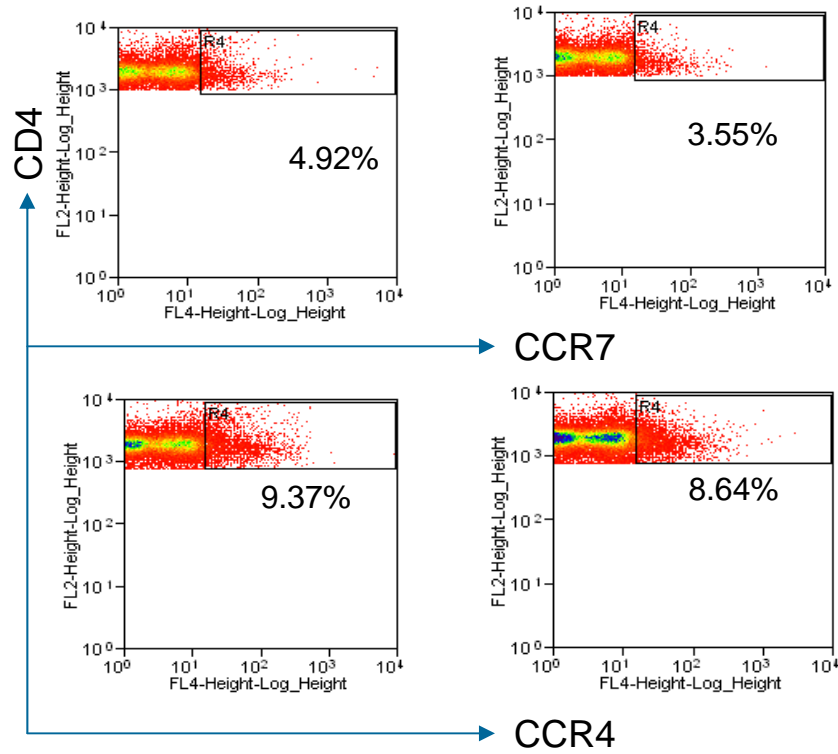 CD4
10⁴
10³
10²
10¹
10⁰
FL2-Height-Log_Height
R4
4.92%
10⁰ 10¹ 10² 10³ 10⁴
FL4-Height-Log_Height
10⁴
10³
10²
10¹
10⁰
FL2-Height-Log_Height
R4
3.55%
10⁰ 10¹ 10² 10³ 10⁴
FL4-Height-Log_Height
CCR7
10⁴
10³
10²
10¹
10⁰
FL2-Height-Log_Height
R4
9.37%
10⁰ 10¹ 10² 10³ 10⁴
FL4-Height-Log_Height
10⁴
10³
10²
10¹
10⁰
FL2-Height-Log_Height
R4
8.64%
10⁰ 10¹ 10² 10³ 10⁴
FL4-Height-Log_Height
CCR4